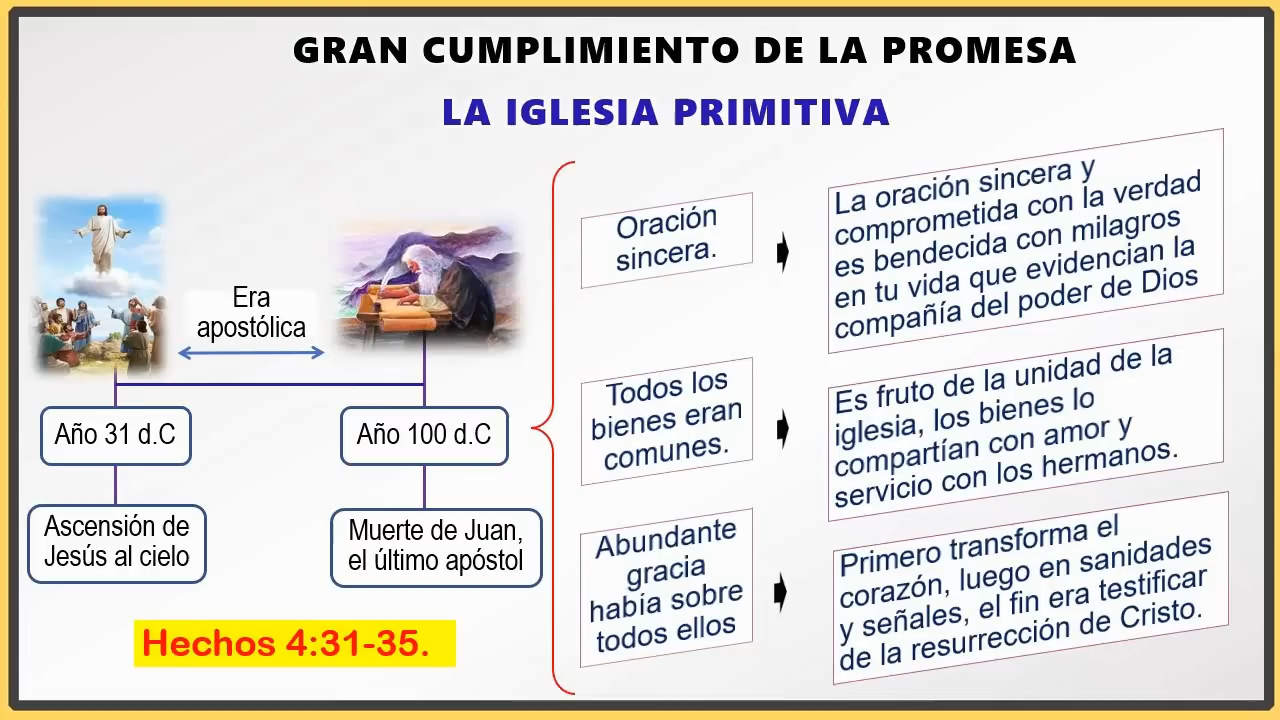 GRAN CUMPLIMIENTO DE LA PROMESA
LA IGLESIA PRIMITIVA
Era
apostólica
Año 31 d.C
Año 100 d.C
Ascensión de
Jesús al cielo
Muerte de Juan,
el último apóstol
Hechos 4:31-35.
Oración
sincera.
La oración sincera y
comprometida con la verdad
es bendecida con milagros
en tu vida que evidencian la
compañía del poder de Dios
Todos los
bienes eran
comunes.
Es fruto de la unidad de la
iglesia, los bienes lo
compartían con amor y
servicio con los hermanos.
Abundante
gracia
había sobre
todos ellos
Primero transforma el
corazón, luego en sanidades
y señales, el fin era testificar
de la resurrección de Cristo.